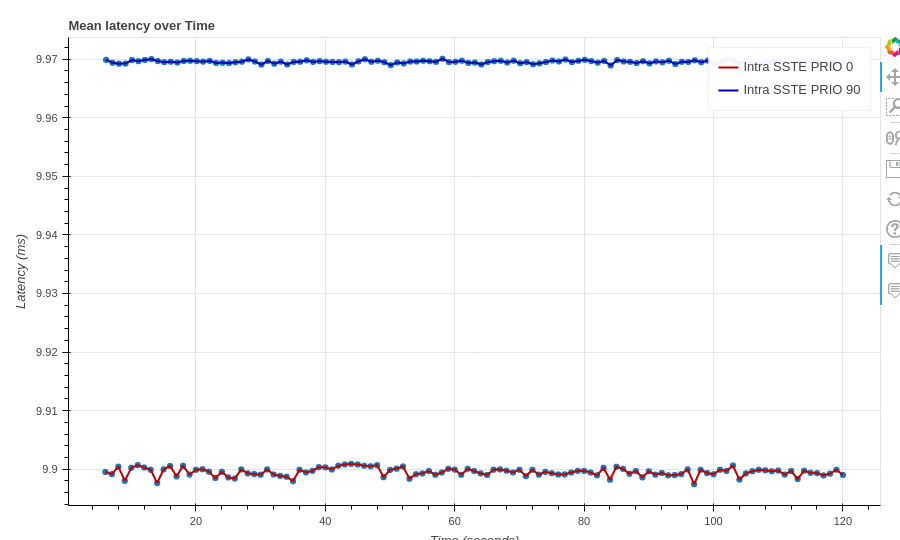 Mean latency over Time
9.97
9.96
9.95
9.94
9.93
9.92
9.91
9.9
Latency (ms)
Intra SSTE PRIO 0
Intra SSTE PRIO 90
20
40
60
80
100
120
Time (seconds)